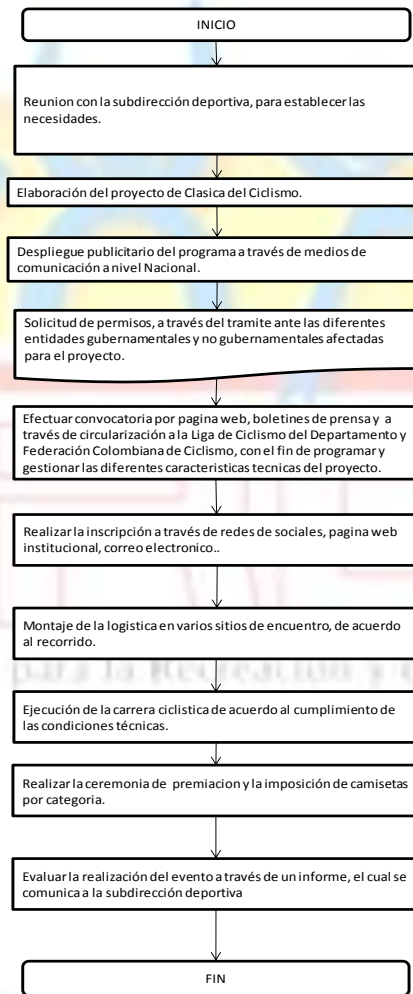 INICIO
Reunion con la subdirección deportiva, para establecer las
necesidades.
Elaboración del proyecto de Clasica del Ciclismo.
Despliegue publicitario del programa a través de medios de
comunicación a nivel Nacional.
Solicitud de permisos, a través del tramite ante las diferentes
entidades gubernamentales y no gubernamentales afectadas
para el proyecto.
Efectuar convocatoria por pagina web, boletines de prensa y a
través de circularización a la Liga de Ciclismo del Departamento y
Federación Colombiana de Ciclismo, con el fin de programar y
gestionar las diferentes caracteristicas tecnicas del proyecto.
Realizar la inscripción a través de redes de sociales, pagina web
institucional, correo electronico..
Montaje de la logistica en varios sitios de encuentro, de acuerdo
al recorrido.
para la Recreación y
Ejecución de la carrera ciclistica de acuerdo al cumplimiento de
las condiciones técnicas.
Realizar la ceremonia de premiacion y la imposición de camisetas
por categoria.
Evaluar la realización del evento a través de un informe, el cual se
comunica a la subdirección deportiva
FIN